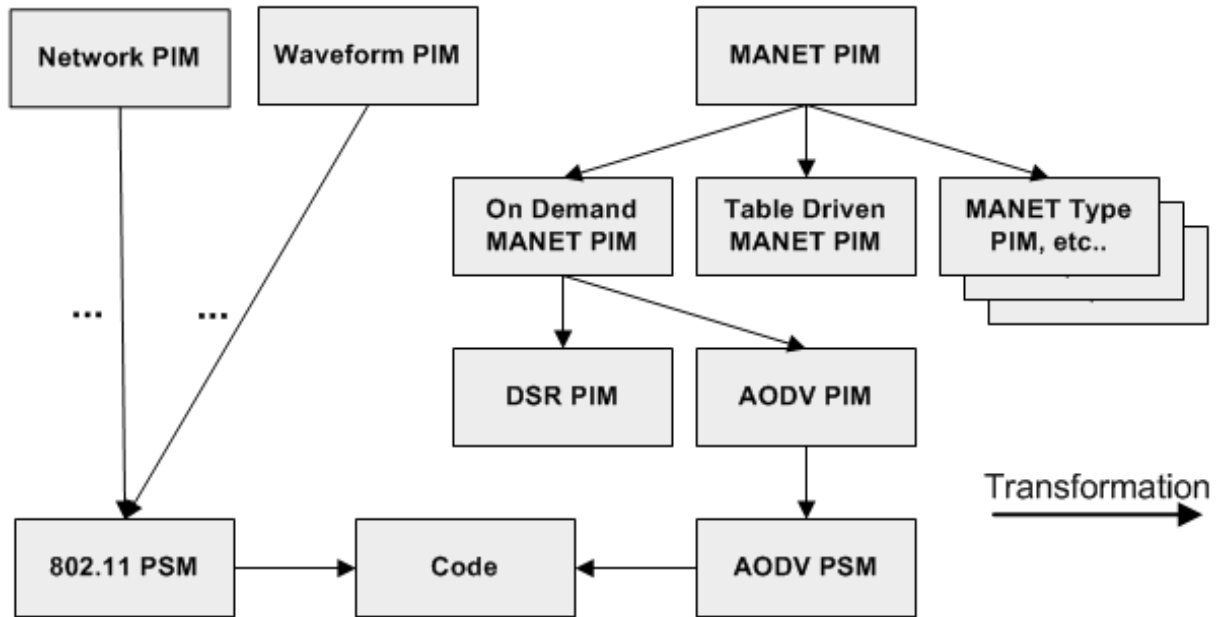 Network PIM
Waveform PIM
MANET PIM
On Demand
MANET PIM
Table Driven
MANET PIM
MANET Type
PIM, etc..
...
...
DSR PIM
AODV PIM
Transformation
802.11 PSM
Code
AODV PSM